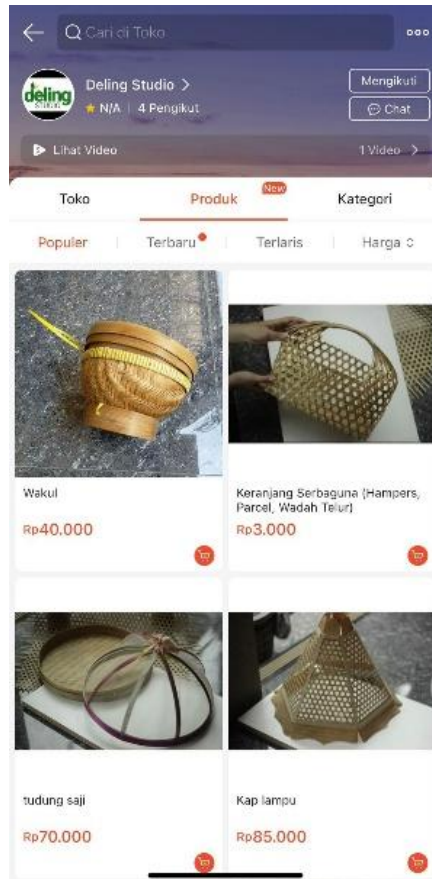 Cari di Toko
deling
STUDIO
Deling Studio >
N/A | 4 Pengikut
Mengikuti
Chat
Lihat Video
1 Video >
Toko
Produk
New
Kategori
Populer
Terbaru
Terlaris
Harga
Wakul
Rp40.000
Keranjang Serbaguna (Hampers,
Parcel, Wadah Telur)
Rp3.000
tudung saji
Rp70.000
Kap lampu
Rp85.000